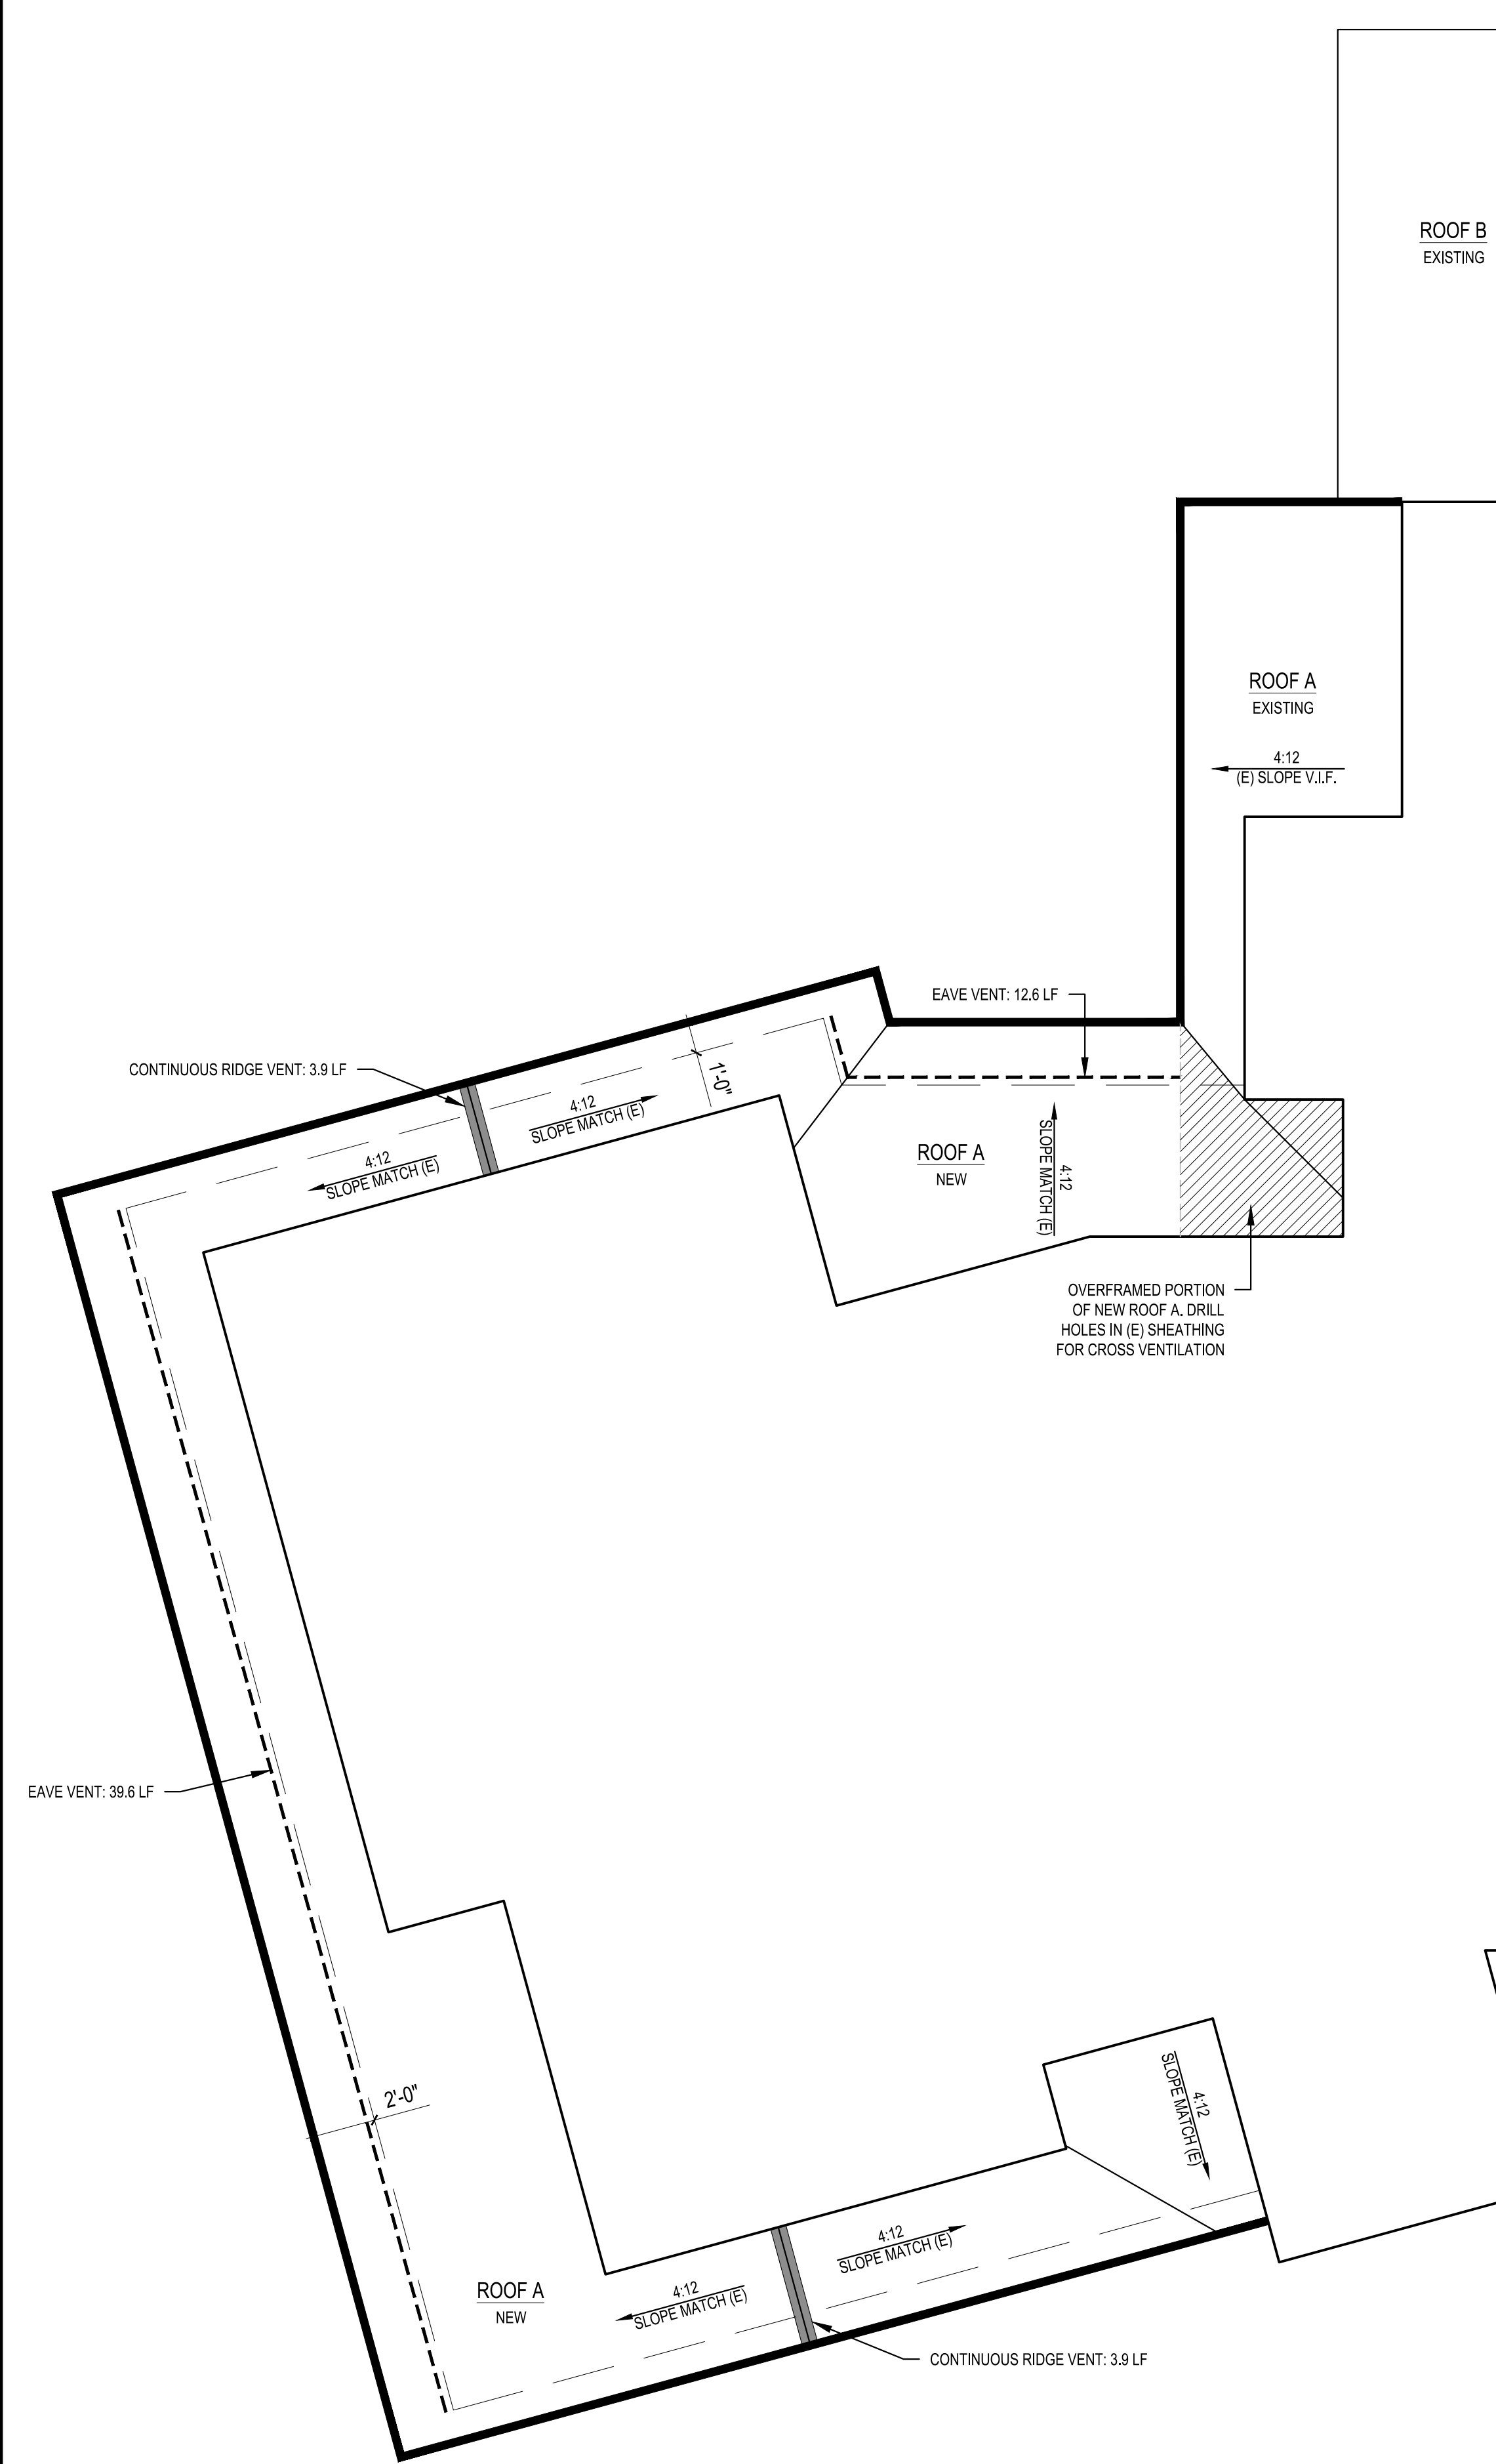 ROOF B
EXISTING
ROOF A
EXISTING
4:12
(E) SLOPE V.I.F.
EAVE VENT: 12.6 LF
CONTINUOUS RIDGE VENT: 3.9 LF
1'-0"
4:12
SLOPE MATCH (E)
4:12
SLOPE MATCH (E)
ROOF A
NEW
4:12
SLOPE MATCH (E)
OVERFRAMED PORTION
OF NEW ROOF A. DRILL
HOLES IN (E) SHEATHING
FOR CROSS VENTILATION
EAVE VENT: 39.6 LF
2'-0"
4:12
SLOPE MATCH (E)
4:12
SLOPE MATCH (E)
ROOF A
NEW
4:12
SLOPE MATCH (E)
CONTINUOUS RIDGE VENT: 3.9 LF